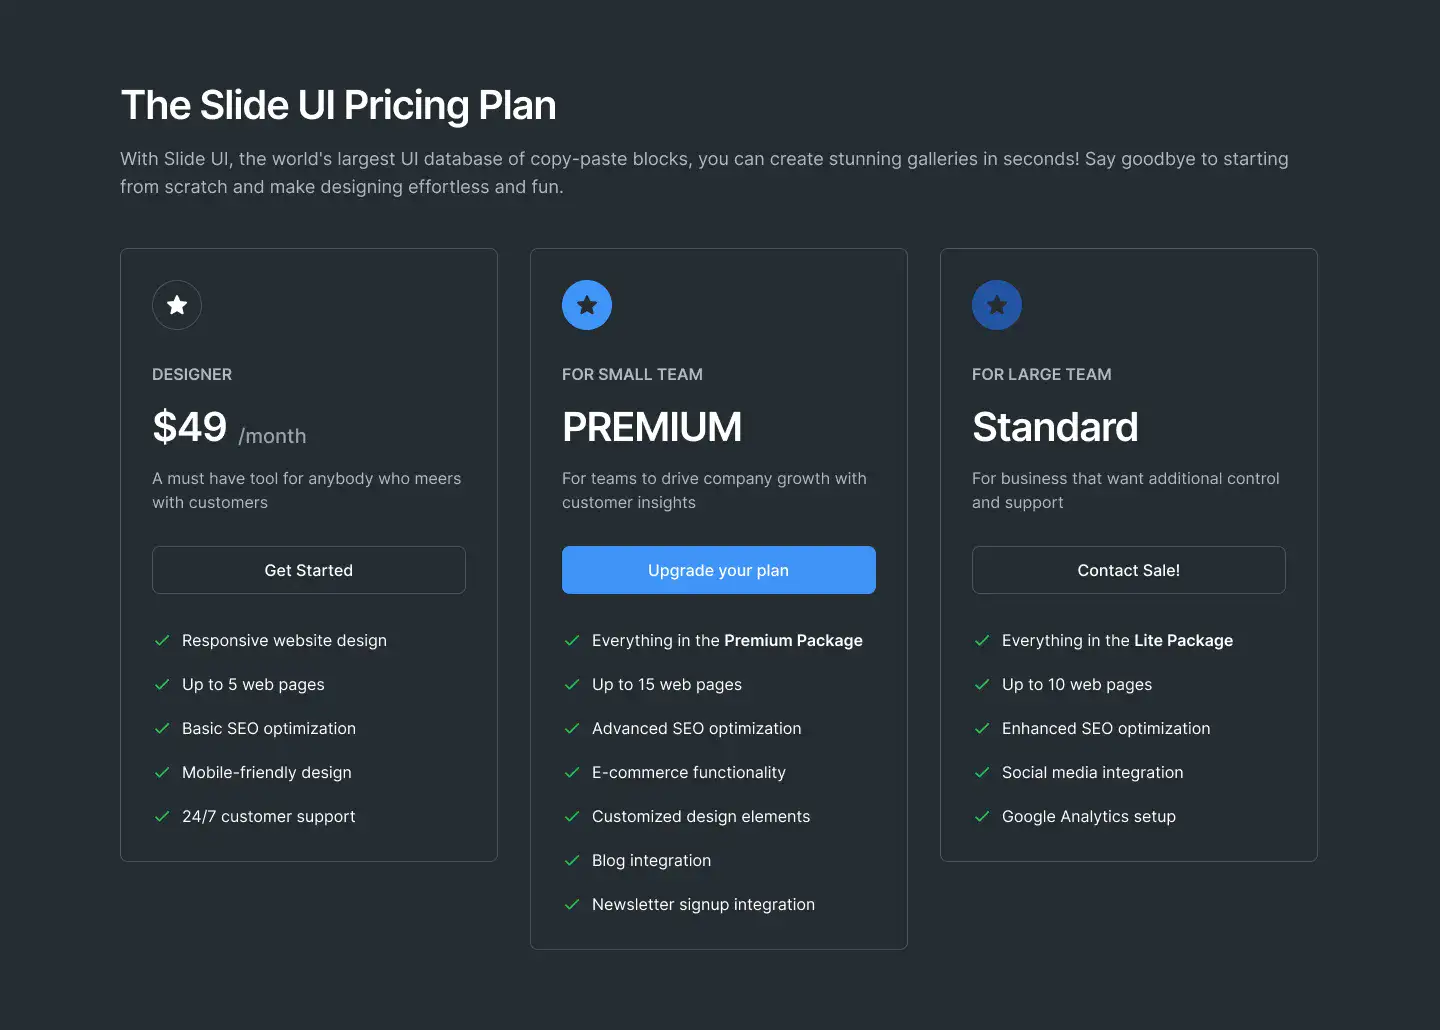 The Slide UI Pricing Plan
With Slide UI, the world's largest UI database of copy-paste blocks, you can create stunning galleries in seconds! Say goodbye to starting
from scratch and make designing effortless and fun.
DESIGNER
$49 /month
A must have tool for anybody who meers
with customers
Get Started
Responsive website design
Up to 5 web pages
Basic SEO optimization
Mobile-friendly design
24/7 customer support
FOR SMALL TEAM
PREMIUM
For teams to drive company growth with
customer insights
Upgrade your plan
Everything in the Premium Package
Up to 15 web pages
Advanced SEO optimization
E-commerce functionality
Customized design elements
Blog integration
Newsletter signup integration
FOR LARGE TEAM
Standard
For business that want additional control
and support
Contact Sale!
Everything in the Lite Package
Up to 10 web pages
Enhanced SEO optimization
Social media integration
Google Analytics setup